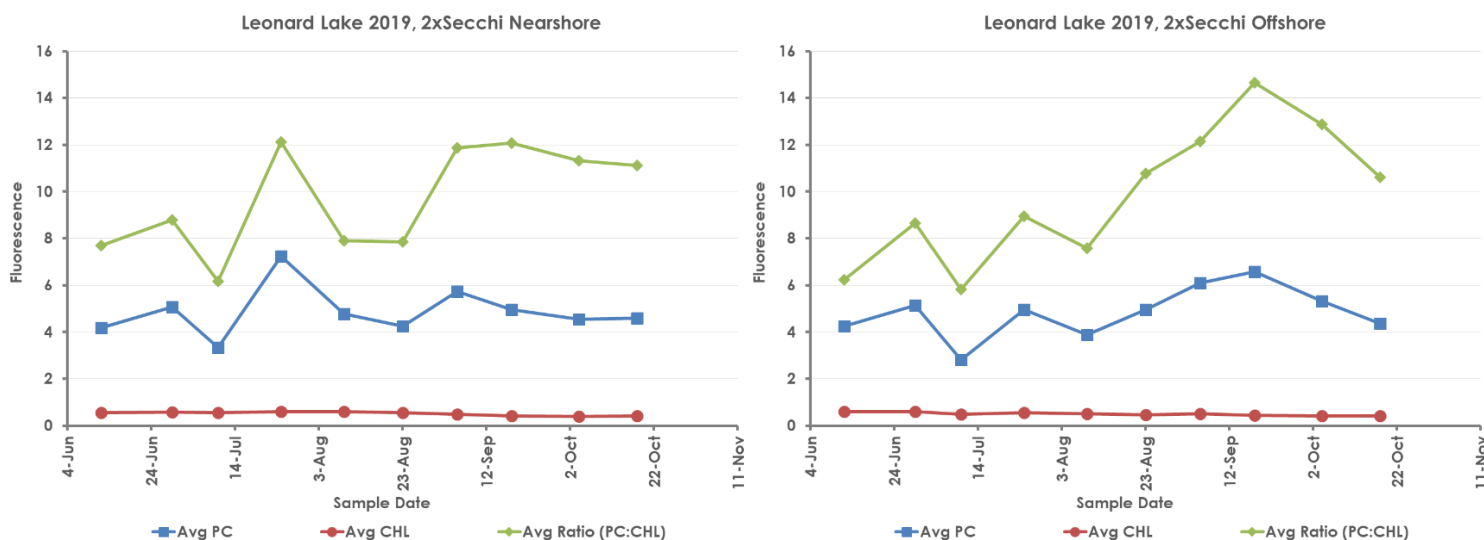 Leonard Lake 2019, 2xSecchi Nearshore
16
14
12
10
8
6
4
2
0
Fluorescence
4-Jun
24-Jun
14-Jul
3-Aug
23-Aug
12-Sep
2-Oct
22-Oct
11-Nov
Sample Date
Avg PC
Avg CHL
Avg Ratio (PC:CHL)
Leonard Lake 2019, 2xSecchi Offshore
16
14
12
10
8
6
4
2
0
Fluorescence
4-Jun
24-Jun
14-Jul
3-Aug
23-Aug
12-Sep
2-Oct
22-Oct
11-Nov
Sample Date
Avg PC
Avg CHL
Avg Ratio (PC:CHL)